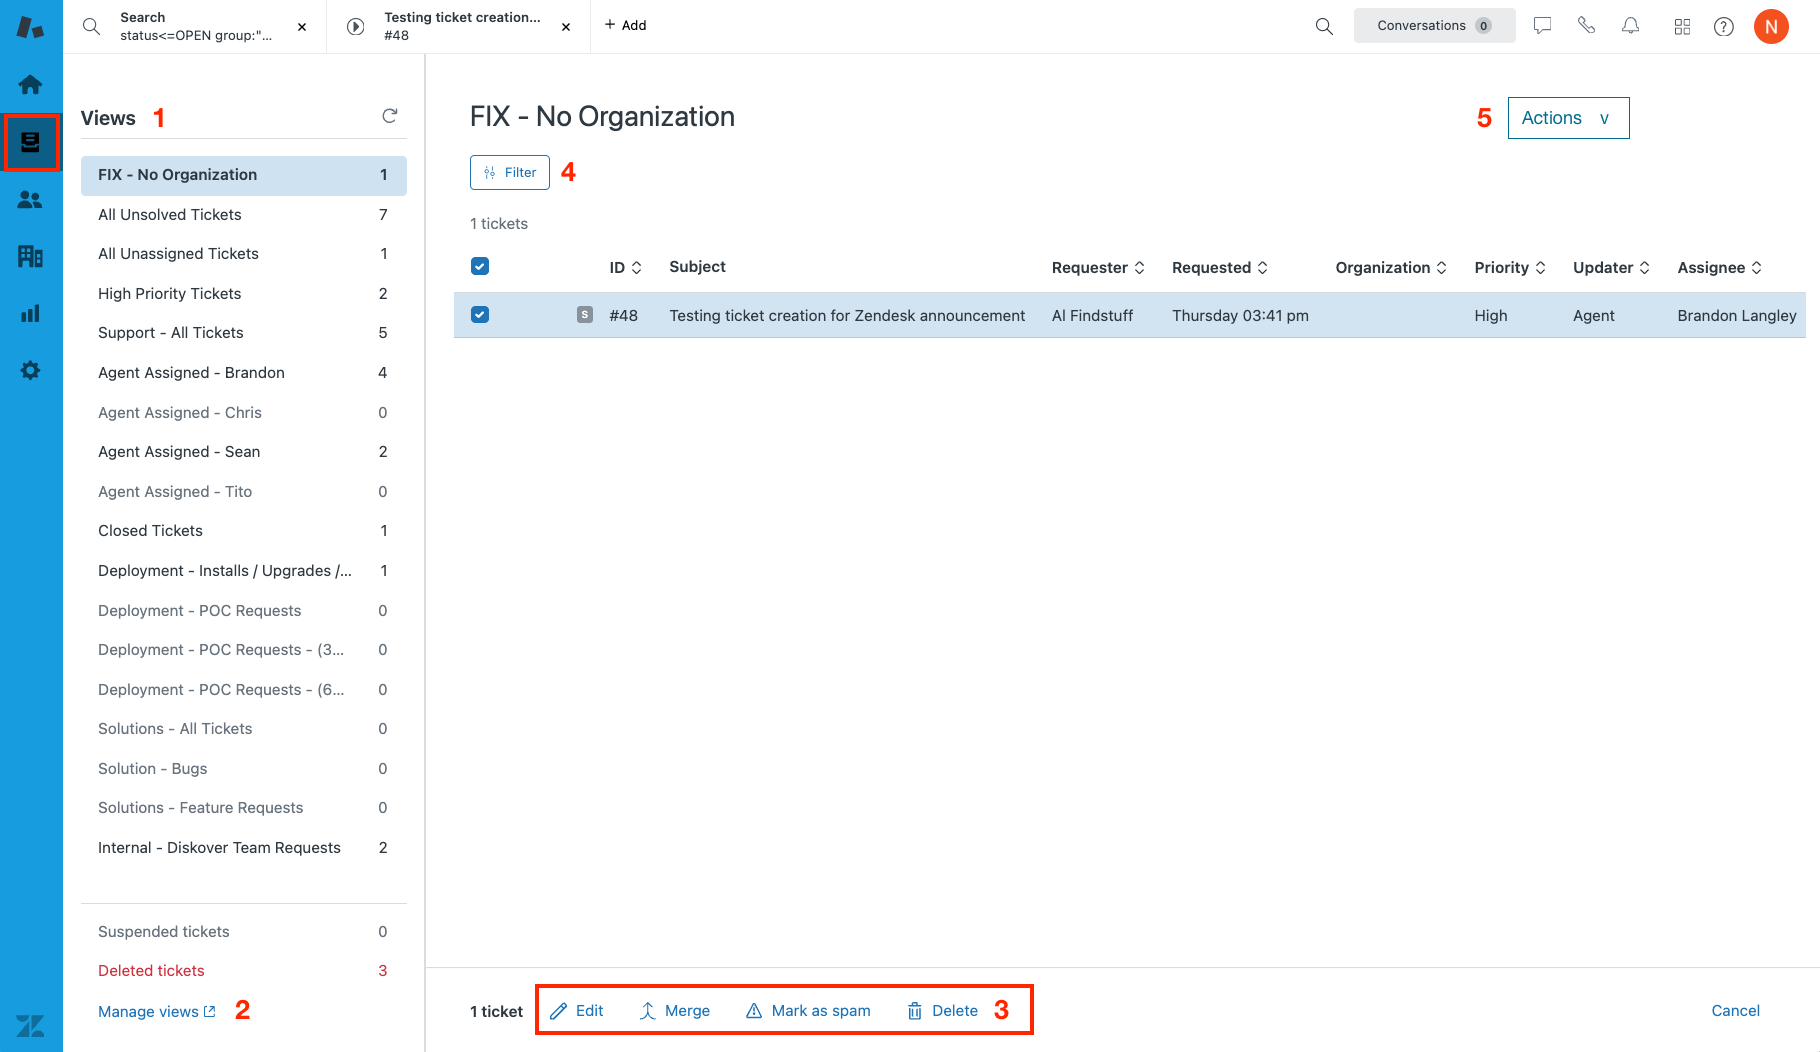 Search
status<=OPEN group:"...
Testing ticket creation...
#48
+ Add
Conversations 0
N
Views 1
FIX - No Organization 1
All Unsolved Tickets 7
All Unassigned Tickets 1
High Priority Tickets 2
Support - All Tickets 5
Agent Assigned - Brandon 4
Agent Assigned - Chris 0
Agent Assigned - Sean 2
Agent Assigned - Tito 0
Closed Tickets 1
Deployment - Installs / Upgrades /... 1
Deployment - POC Requests 0
Deployment - POC Requests - (3... 0
Deployment - POC Requests - (6... 0
Solutions - All Tickets 0
Solution - Bugs 0
Solutions - Feature Requests 0
Internal - Diskover Team Requests 2
Suspended tickets 0
Deleted tickets 3
Manage views 2
FIX - No Organization
5 Actions v
Filter 4
1 tickets
ID Subject Requester Requested Organization Priority Updater Assignee
S #48 Testing ticket creation for Zendesk announcement Al Findstuff Thursday 03:41 pm High Agent Brandon Langley
1 ticket Edit Merge Mark as spam Delete 3 Cancel